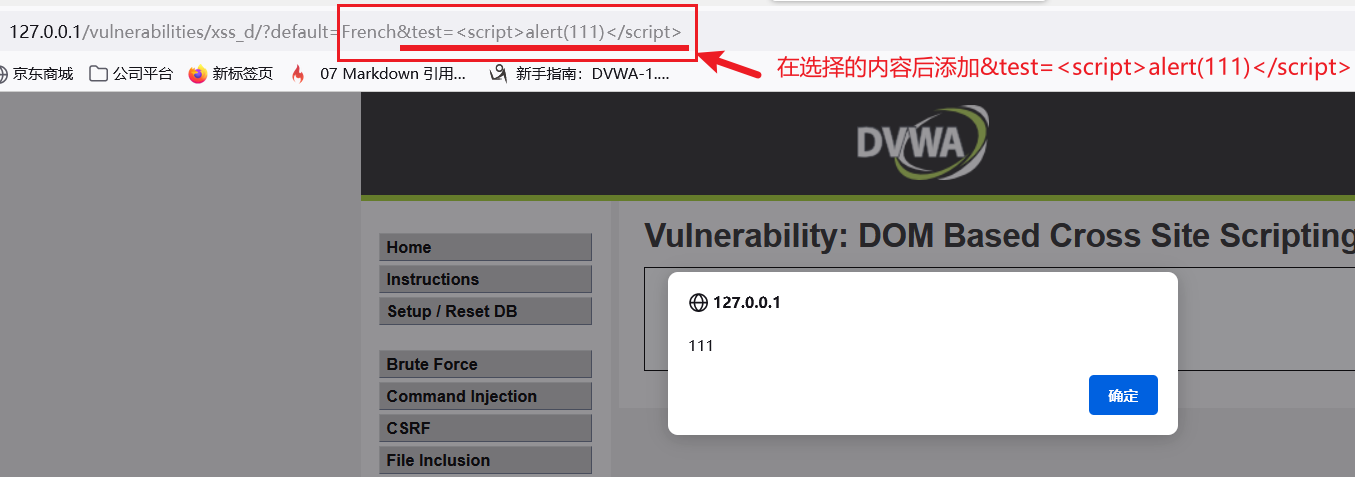 127.0.0.1/vulnerabilities/xss_d/?default=French&test=<script>alert(111)</script>
京东商城 公司平台 新标签页 07 Markdown 引用... 新手指南：DVWA-1....
在选择的内容后添加&test=<script>alert(111)</script>
DVWA
Vulnerability: DOM Based Cross Site Scripting
Home
Instructions
Setup / Reset DB
Brute Force
Command Injection
CSRF
File Inclusion
127.0.0.1
111
确定